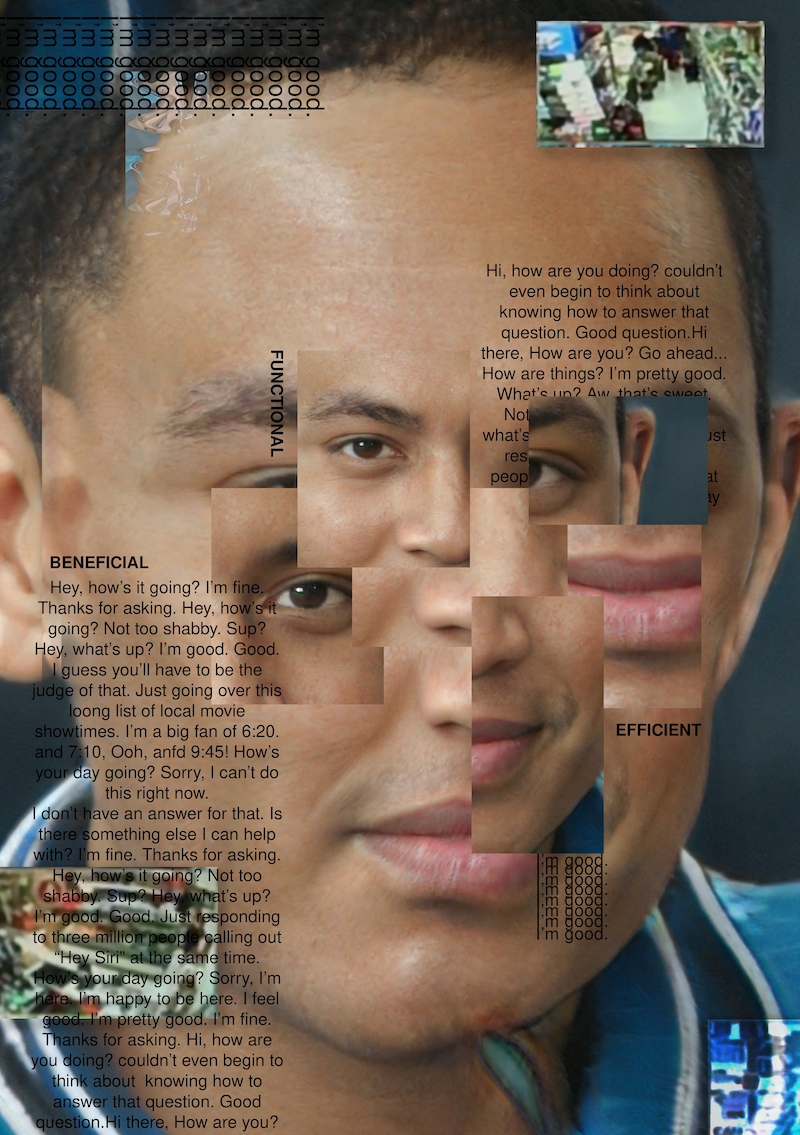 FUNCTIONAL
Hi, how are you doing? couldn't
even begin to think about
knowing how to answer that
question. Good question.Hi
there, How are you? Go ahead...
How are things? I'm pretty good.
What's up? Aw, that's sweet.
Not
what's
res
peop
BENEFICIAL
Hey, how's it going? I'm fine.
Thanks for asking. Hey, how's it
going? Not too shabby. Sup?
Hey, what's up? I'm good. Good.
I guess you'll have to be the
judge of that. Just going over this
loong list of local movie
showtimes. I'm a big fan of 6:20.
and 7:10, Ooh, anfd 9:45! How's
your day going? Sorry, I can't do
this right now.
I don't have an answer for that. Is
there something else I can help
with? I'm fine. Thanks for asking.
Hey, how's it going? Not too
shabby. Sup? Hey, what's up?
I'm good. Good. Just responding
to three million people calling out
“Hey Siri” at the same time.
How's your day going? Sorry, I'm
here. I'm happy to be here. I feel
good. I'm pretty good. I'm fine.
Thanks for asking. Hi, how are
you doing? couldn't even begin to
think about  knowing how to
answer that question. Good
question.Hi there, How are you?
EFFICIENT
I'm good.
I'm good.
I'm good.
I'm good.
I'm good.
I'm good.
I'm good.
I'm good.